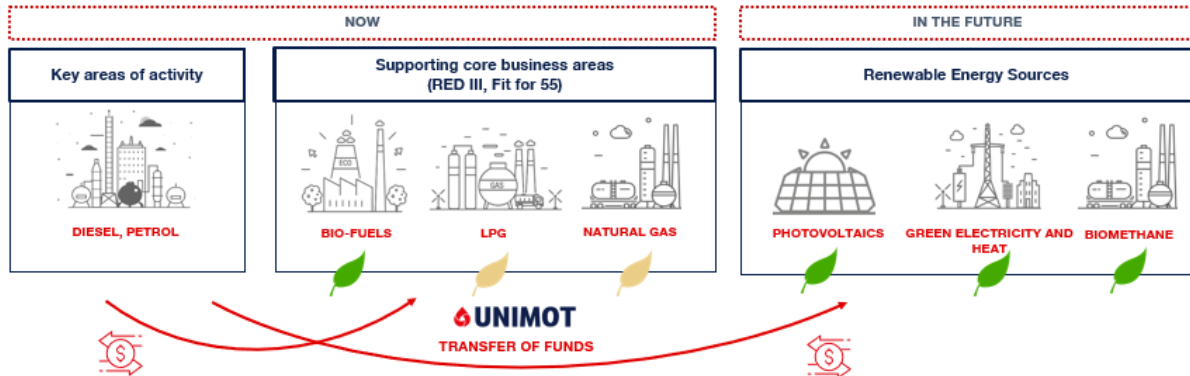 NOW
IN THE FUTURE
Key areas of activity
Supporting core business areas
(RED III, Fit for 55)
Renewable Energy Sources
ECO
GAS
DIESEL, PETROL
BIO-FUELS
LPG
NATURAL GAS
PHOTOVOLTAICS
GREEN ELECTRICITY AND
HEAT
BIOMETHANE
UNIMOT
TRANSFER OF FUNDS
$
$